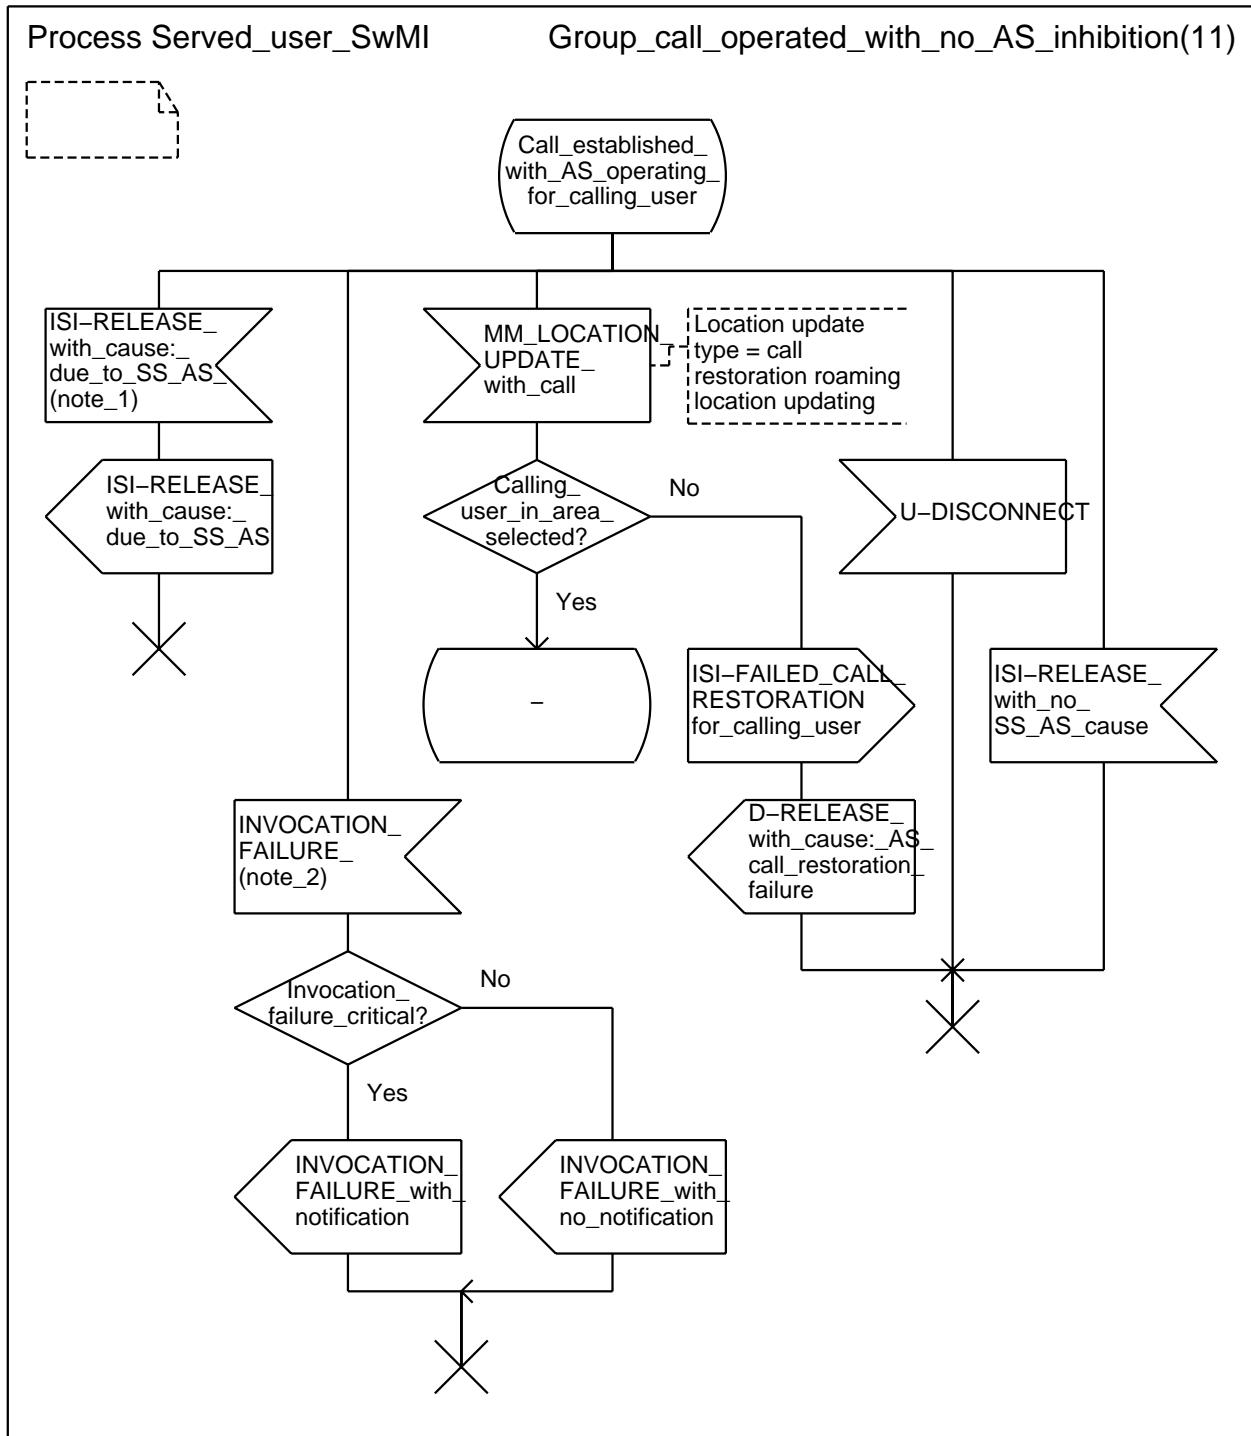 Process Served_user_SwMI
Group_call_operated_with_no_AS_inhibition(11)
Call_established_
with_AS_operating_
for_calling_user
ISI−RELEASE_
with_cause:_
due_to_SS_AS_
(note_1)
MM_LOCATION_
UPDATE_
with_call
Location update
type = call
restoration roaming
location updating
ISI−RELEASE_
with_cause:_
due_to_SS_AS
Calling_
user_in_area_
selected?
No
Yes
U−DISCONNECT
−
ISI−FAILED_CALL_
RESTORATION
for_calling_user
ISI−RELEASE_
with_no_
SS_AS_cause
INVOCATION_
FAILURE_
(note_2)
D−RELEASE_
with_cause:_AS_
call_restoration_
failure
Invocation_
failure_critical?
No
Yes
INVOCATION_
FAILURE_with_
notification
INVOCATION_
FAILURE_with_
no_notification